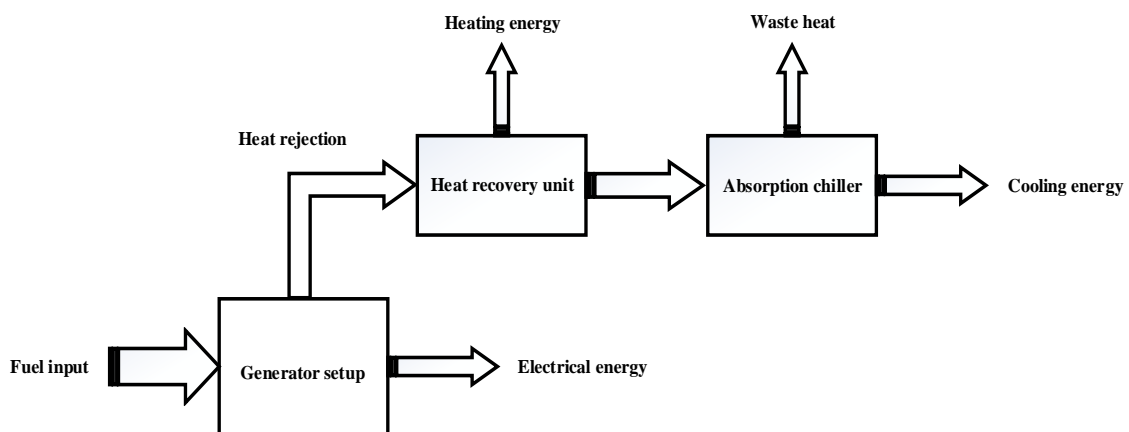 Heating energy
Waste heat
Heat rejection
Heat recovery unit
Absorption chiller
Cooling energy
Fuel input
Generator setup
Electrical energy